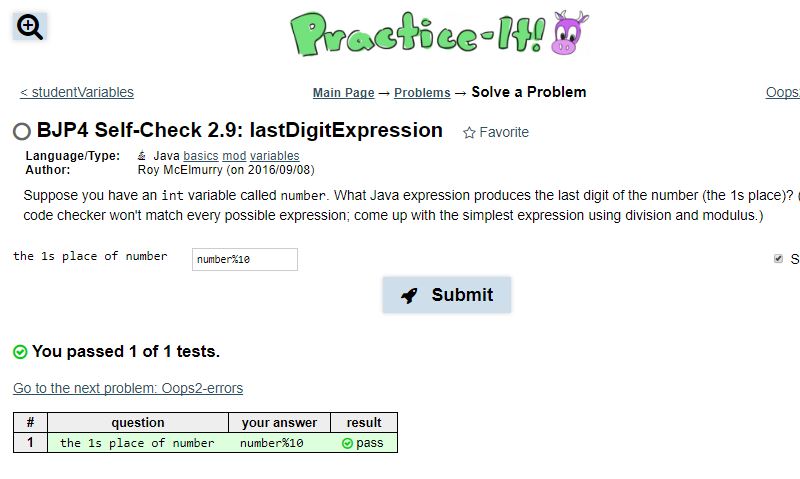 Practice-It!
< studentVariables
Main Page → Problems → Solve a Problem
Oops2
BJP4 Self-Check 2.9: lastDigitExpression
Favorite
Language/Type: Java basics mod variables
Author: Roy McElmurry (on 2016/09/08)
Suppose you have an int variable called number. What Java expression produces the last digit of the number (the 1s place)? (
code checker won't match every possible expression; come up with the simplest expression using division and modulus.)
the 1s place of number number%10
S
Submit
You passed 1 of 1 tests.
Go to the next problem: Oops2-errors
# question your answer result
1 the 1s place of number number%10 pass